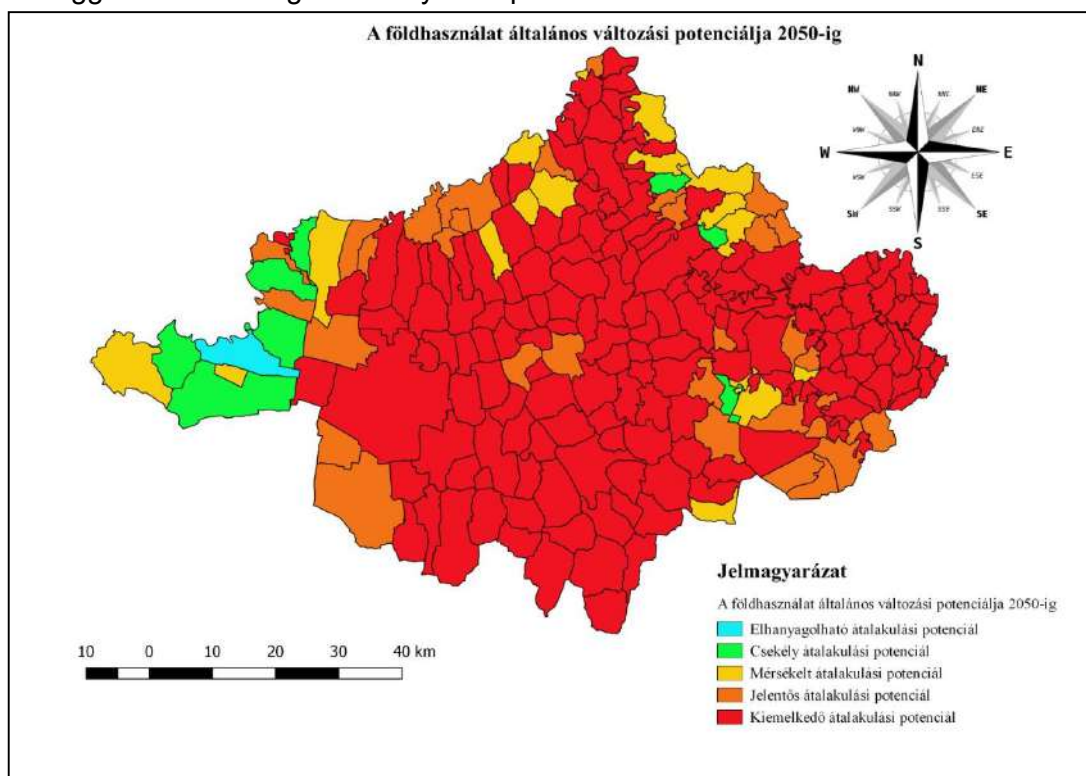 A földhasználat általános változási potenciálja 2050-ig
N
NW
NE
W
E
SW
SE
S
Jelmagyarázat
A földhasználat általános változási potenciálja 2050-ig
Elhanyagolható átalakulási potenciál
Csekély átalakulási potenciál
Mérsékelt átalakulási potenciál
Jelentős átalakulási potenciál
Kiemelkedő átalakulási potenciál
10 0 10 20 30 40 km